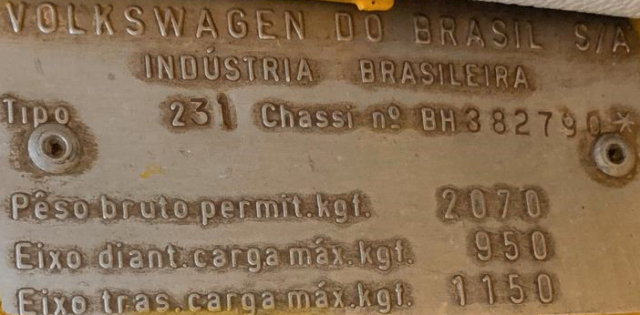 VOLKSWAGEN DO BRASIL S/A
INDÚSTRIA BRASILEIRA
Tipo 231 Chassi nº BH382790*
Pêso bruto permit.kgf. 2070
Eixo diant.carga máx.kgf. 950
Eixo tras.carga máx.kgf. 1150